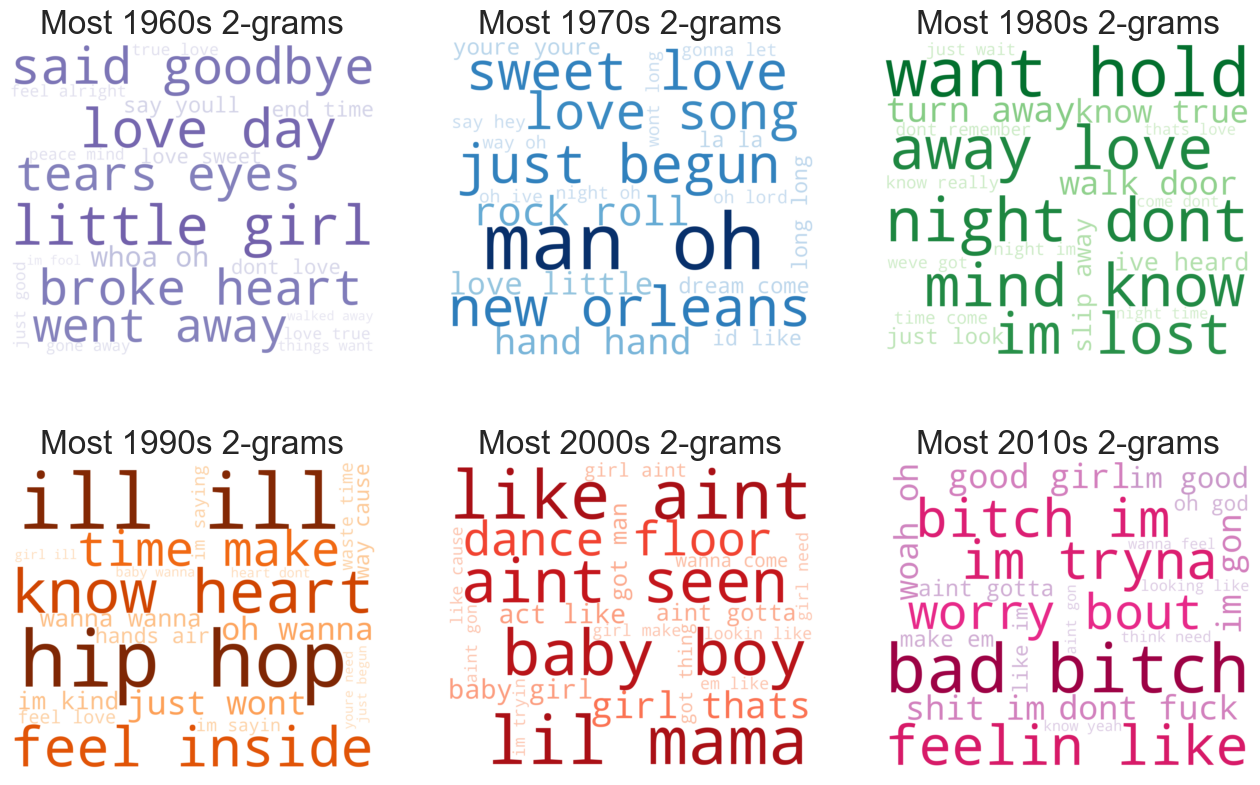 Most 1960s 2-grams
true love
said goodbye
feel alright
say youll
end time
love day
peace mind
love sweet
tears eyes
little girl
whoa oh
im fool
dont love
just good
broke heart
went away
walked away
love true
gone away
things want
Most 1970s 2-grams
youre youre
gonna let
wont long
sweet love
love song
say hey
way oh
la la
just begun
long long
oh ive
night oh
oh lord
rock roll
man oh
love little
dream come
new orleans
hand hand
id like
Most 1980s 2-grams
just wait
want hold
turn away
know true
dont remember
thats love
away love
know really
walk door
come dont
night dont
slip away
night im
weve got
ive heard
mind know
time come
night time
just look
im lost
Most 1990s 2-grams
ill ill
im saying
waste time
way cause
time make
girl ill
baby wanna
heart dont
know heart
wanna wanna
hands air
oh wanna
hip hop
youre need
just begun
im kind
just wont
feel love
im sayin
feel inside
Most 2000s 2-grams
girl aint
like aint
got man
dance floor
like cause
wanna come
girl need
aint seen
aint gon
act like
aint gotta
girl make
lookin like
baby boy
got thing
em like
baby girl
girl thats
im tryin
lil mama
Most 2010s 2-grams
woah oh
good girl
im good
oh god
bitch im
im gon
wanna feel
im tryna
aint gotta
looking like
aint gon
worry bout
like im
make em
think need
bad bitch
shit im
dont fuck
know yeah
feelin like